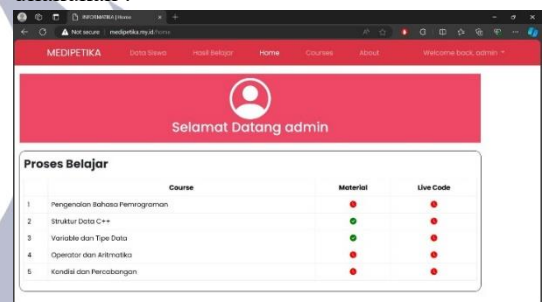 INFORMATIKA | Home
Not secure | medipetika.my.id/home
MEDIPETIKA Data Siswa Hasil Belajar Home Courses About Welcome back, admin
Selamat Datang admin
Proses Belajar
Course Material Live Code
1 Pengenalan Bahasa Pemrograman
2 Struktur Data C++
3 Variable dan Tipe Data
4 Operator dan Aritmatika
5 Kondisi dan Percabangan